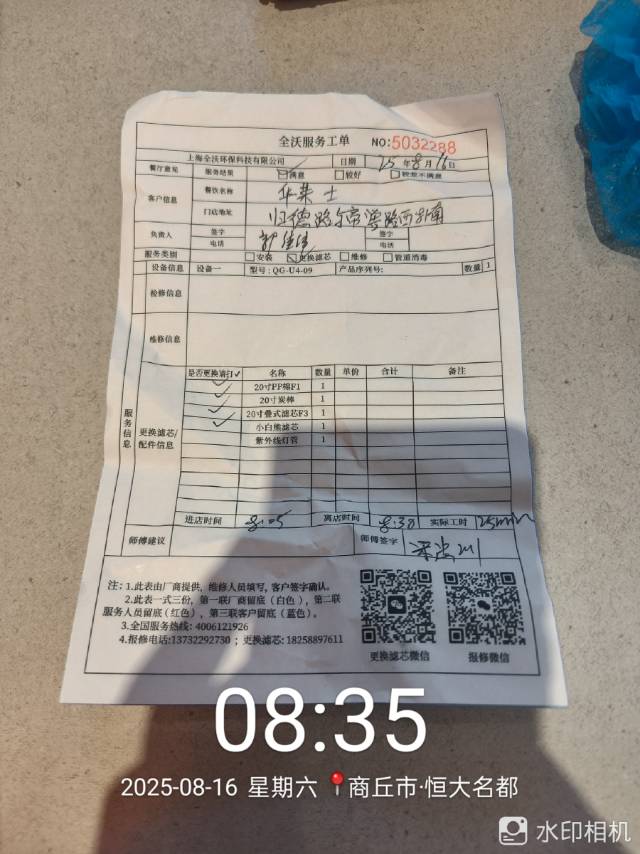 全沃服务工单 NO:5032288
上海全沃环保科技有限公司 日期 25年8月16日
餐厅意见 服务结果 满意 较好 较差不满意
客户信息 餐饮名称 华莱士
门店地址 归德路与帝喾路西南
负责人 签字 签字
电话 电话
服务类别 安装 更换滤芯 维修 管道消毒
设备信息 设备一 型号:QG-U4-09 产品序列号: 数量 1
检修信息
维修信息
服务信息
更换滤芯/配件信息
是否更换请打✓ 名称 数量 单价 合计 备注
✓ 20寸PP棉F1 1
✓ 20寸炭棒 1
✓ 20寸叠式滤芯F3 1
✓ 小白熊滤芯 1
紫外线灯管 1
进店时间 8:05 离店时间 8:30 实际工时 25min
师傅建议 师傅签字
注:1.此表由厂商提供,维修人员填写,客户签字确认。
2.此表一式三份,第一联厂商留底(白色),第二联
服务人员留底(红色),第三联客户留底(蓝色)。
3.全国服务热线:4006121926
4.报修电话:13732292730;更换滤芯:18258897611
更换滤芯微信 报修微信
08:35
2025-08-16 星期六 商丘市·恒大名都
水印相机